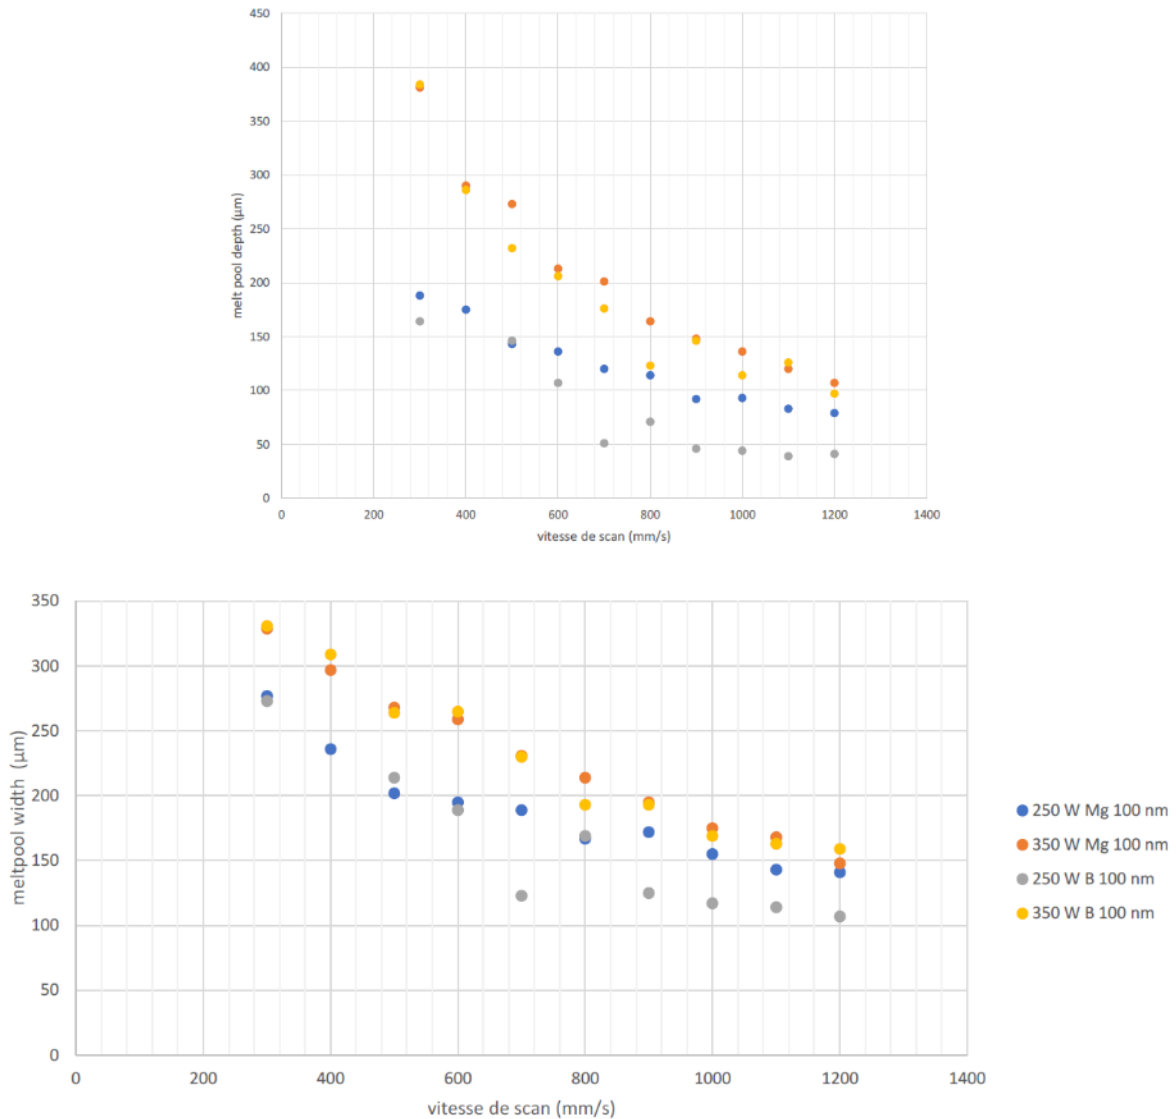 450
400
350
300
250
200
150
100
50
0
melt pool depth (µm)
0 200 400 600 800 1000 1200 1400
vitesse de scan (mm/s)
350
300
250
200
150
100
50
0
meltpool width (µm)
0 200 400 600 800 1000 1200 1400
vitesse de scan (mm/s)
250 W Mg 100 nm
350 W Mg 100 nm
250 W B 100 nm
350 W B 100 nm